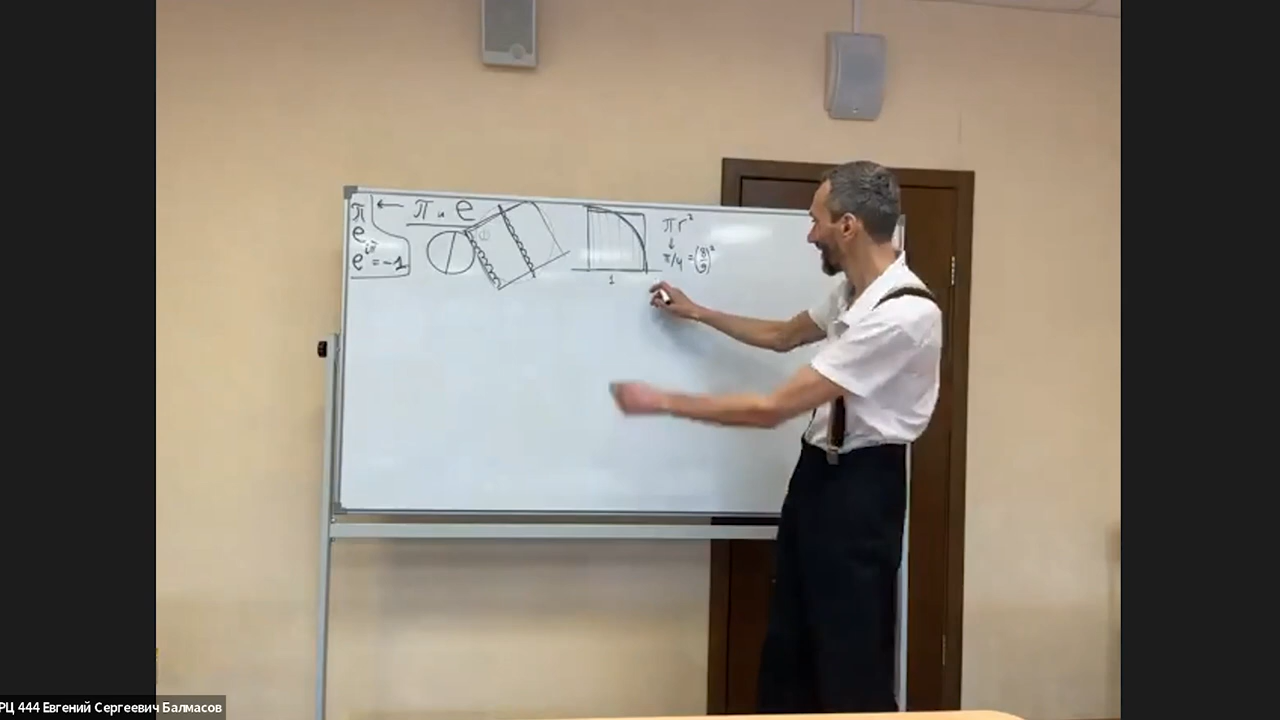 π ← π и e
e
e^{iπ} = -1
πr²
↓
π/4 = (8/9)²
1
РЦ 444 Евгений Сергеевич Балмасов